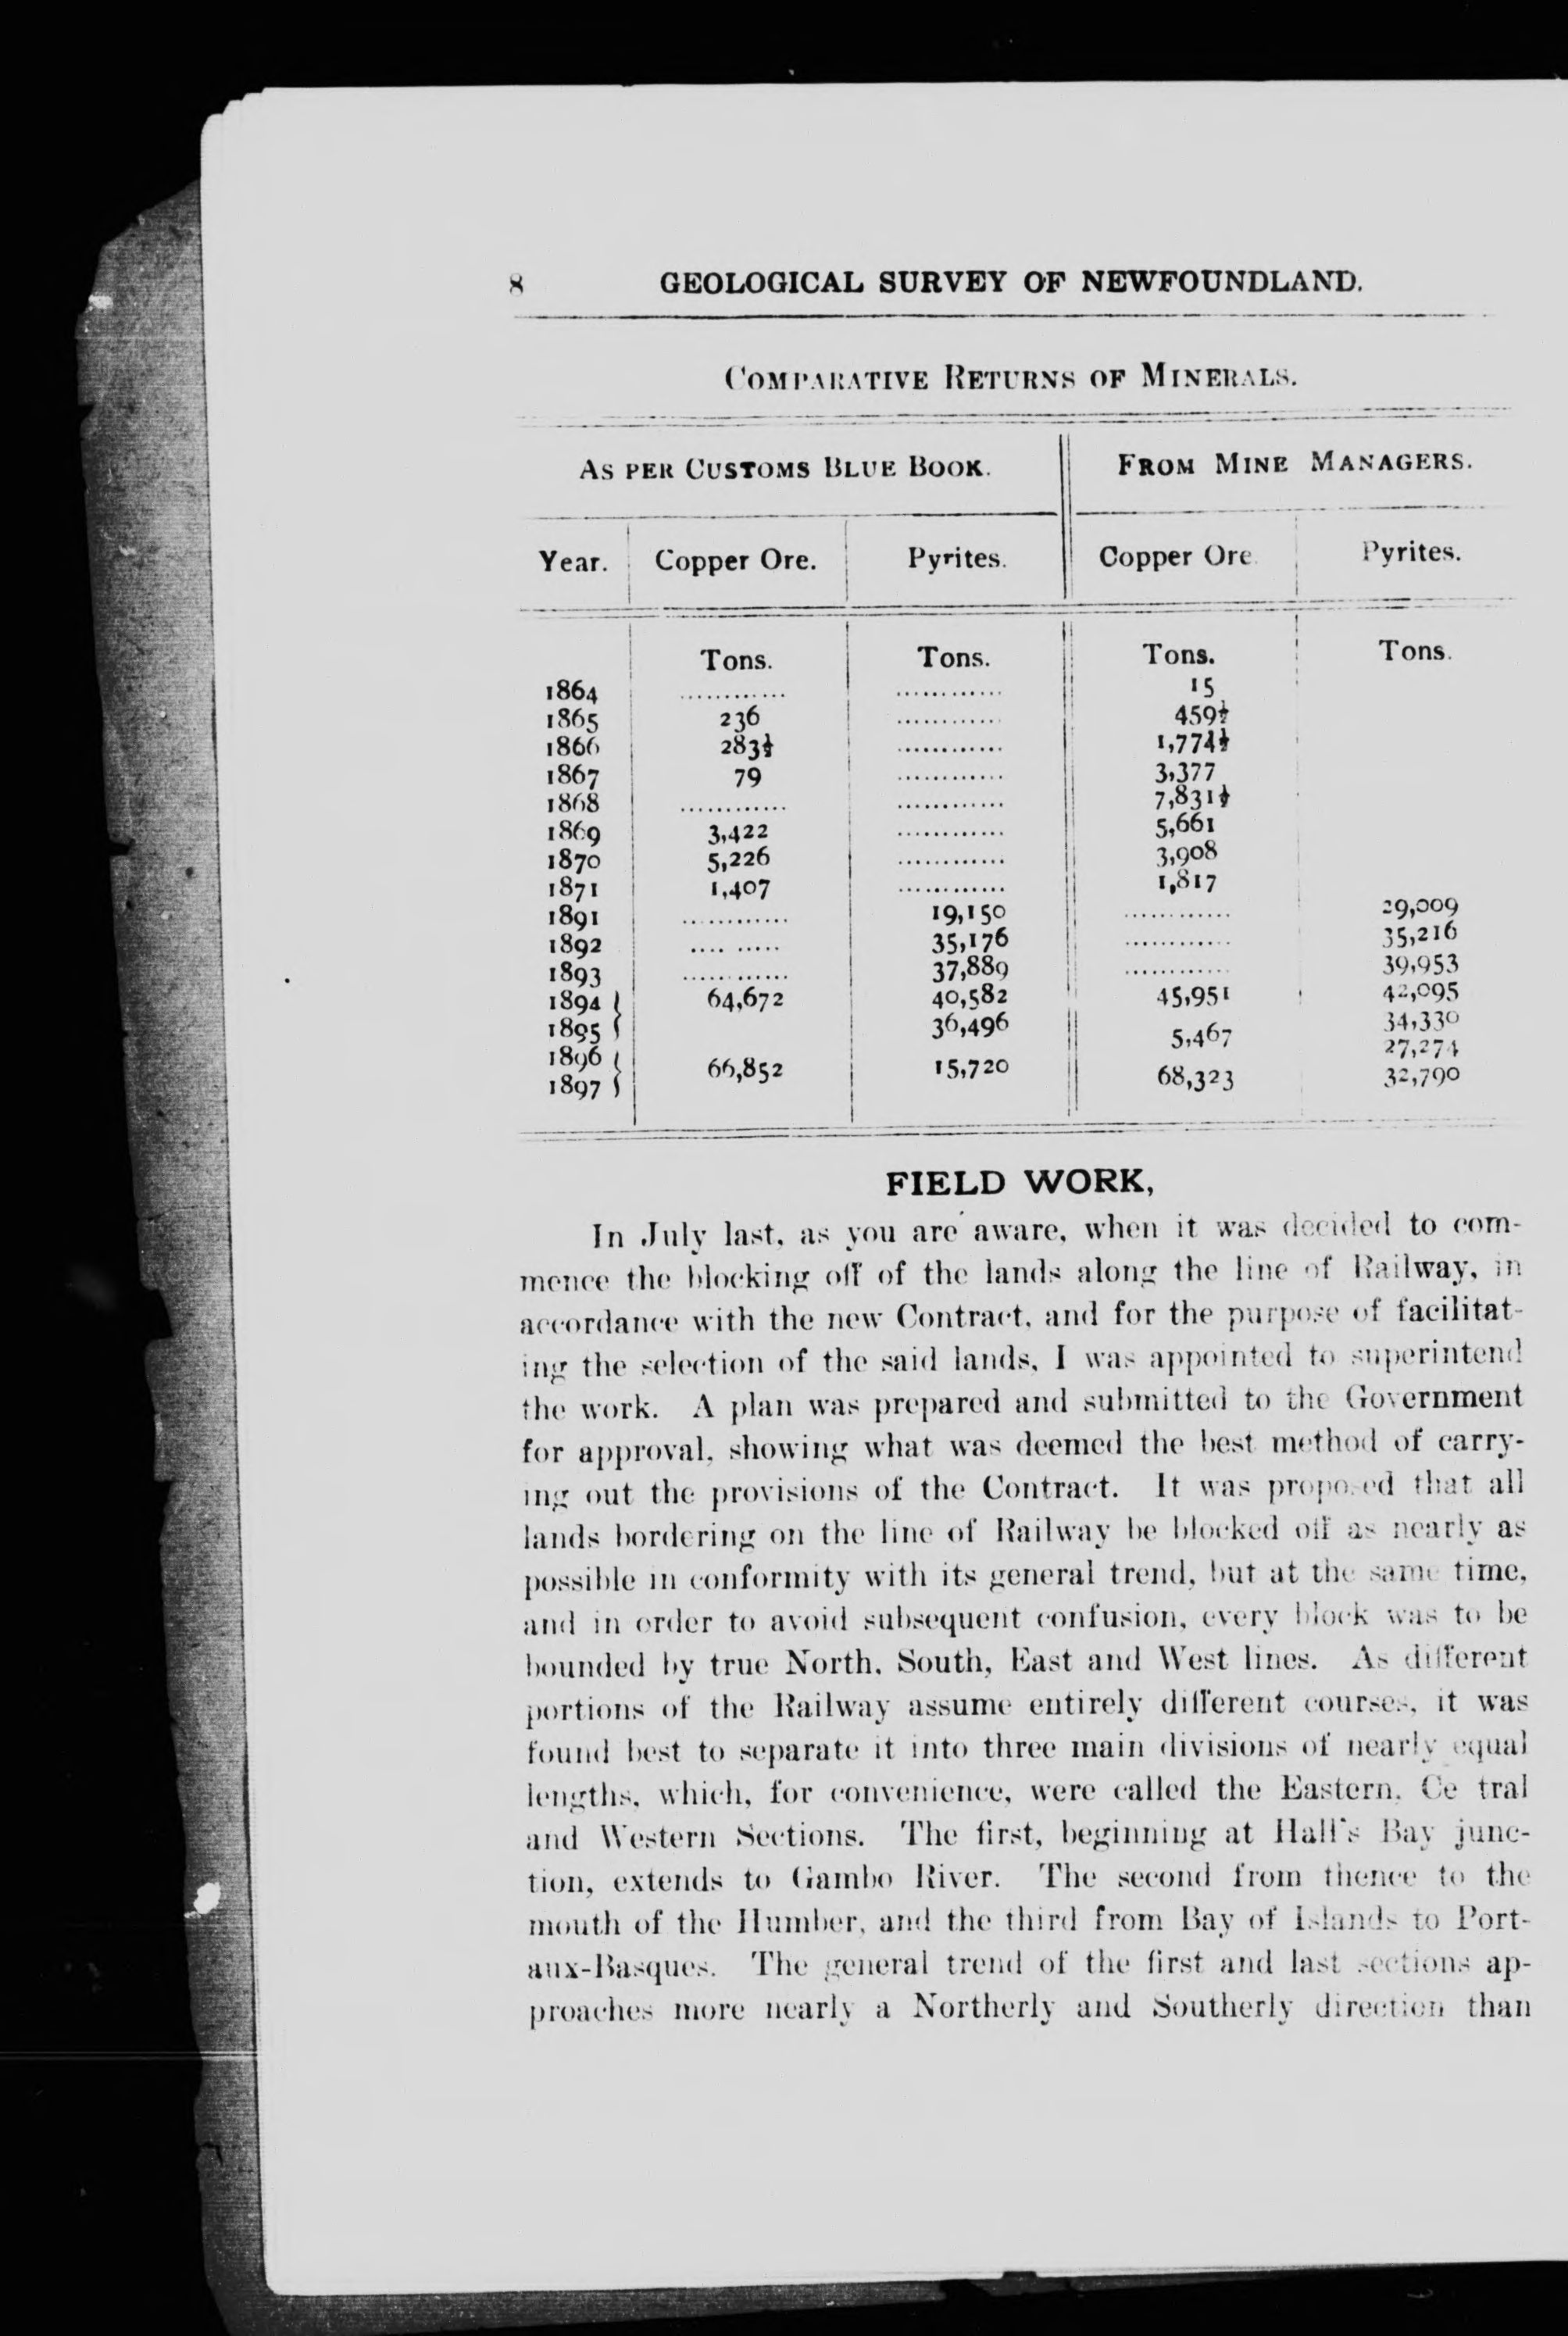 8 GEOLOGICAL SURVEY OF NEWFOUNDLAND.
COMPARATIVE RETURNS OF MINERALS.
AS PER CUSTOMS BLUE BOOK. FROM MINE MANAGERS.
Year. Copper Ore. Pyrites. Copper Ore Pyrites.
Tons. Tons. Tons. Tons.
1864 ............ ............ 15
1865 236 ............ 459½
1866 283½ ............ 1,774½
1867 79 ............ 3,377
1868 ............ ............ 7,831½
1869 3,422 ............ 5,661
1870 5,226 ............ 3,908
1871 1,407 ............ 1,817
1891 ............ 19,150 ............ 29,009
1892 .... ..... 35,176 ............ 35,216
1893 ............ 37,889 ............ 39,953
1894 } 64,672 40,582 45,951 42,095
1895 } 36,496 5,467 34,330
1896 } 66,852 15,720 27,274
1897 } 68,323 32,790
FIELD WORK,
In July last, as you are aware, when it was decided to com-
mence the blocking off of the lands along the line of Railway, in
accordance with the new Contract, and for the purpose of facilitat-
ing the selection of the said lands, I was appointed to superintend
the work. A plan was prepared and submitted to the Government
for approval, showing what was deemed the best method of carry-
ing out the provisions of the Contract. It was proposed that all
lands bordering on the line of Railway be blocked off as nearly as
possible in conformity with its general trend, but at the same time,
and in order to avoid subsequent confusion, every block was to be
bounded by true North, South, East and West lines. As different
portions of the Railway assume entirely different courses, it was
found best to separate it into three main divisions of nearly equal
lengths, which, for convenience, were called the Eastern, Ce tral
and Western Sections. The first, beginning at Hall's Bay junc-
tion, extends to Gambo River. The second from thence to the
mouth of the Humber, and the third from Bay of Islands to Port-
aux-Basques. The general trend of the first and last sections ap-
proaches more nearly a Northerly and Southerly direction than